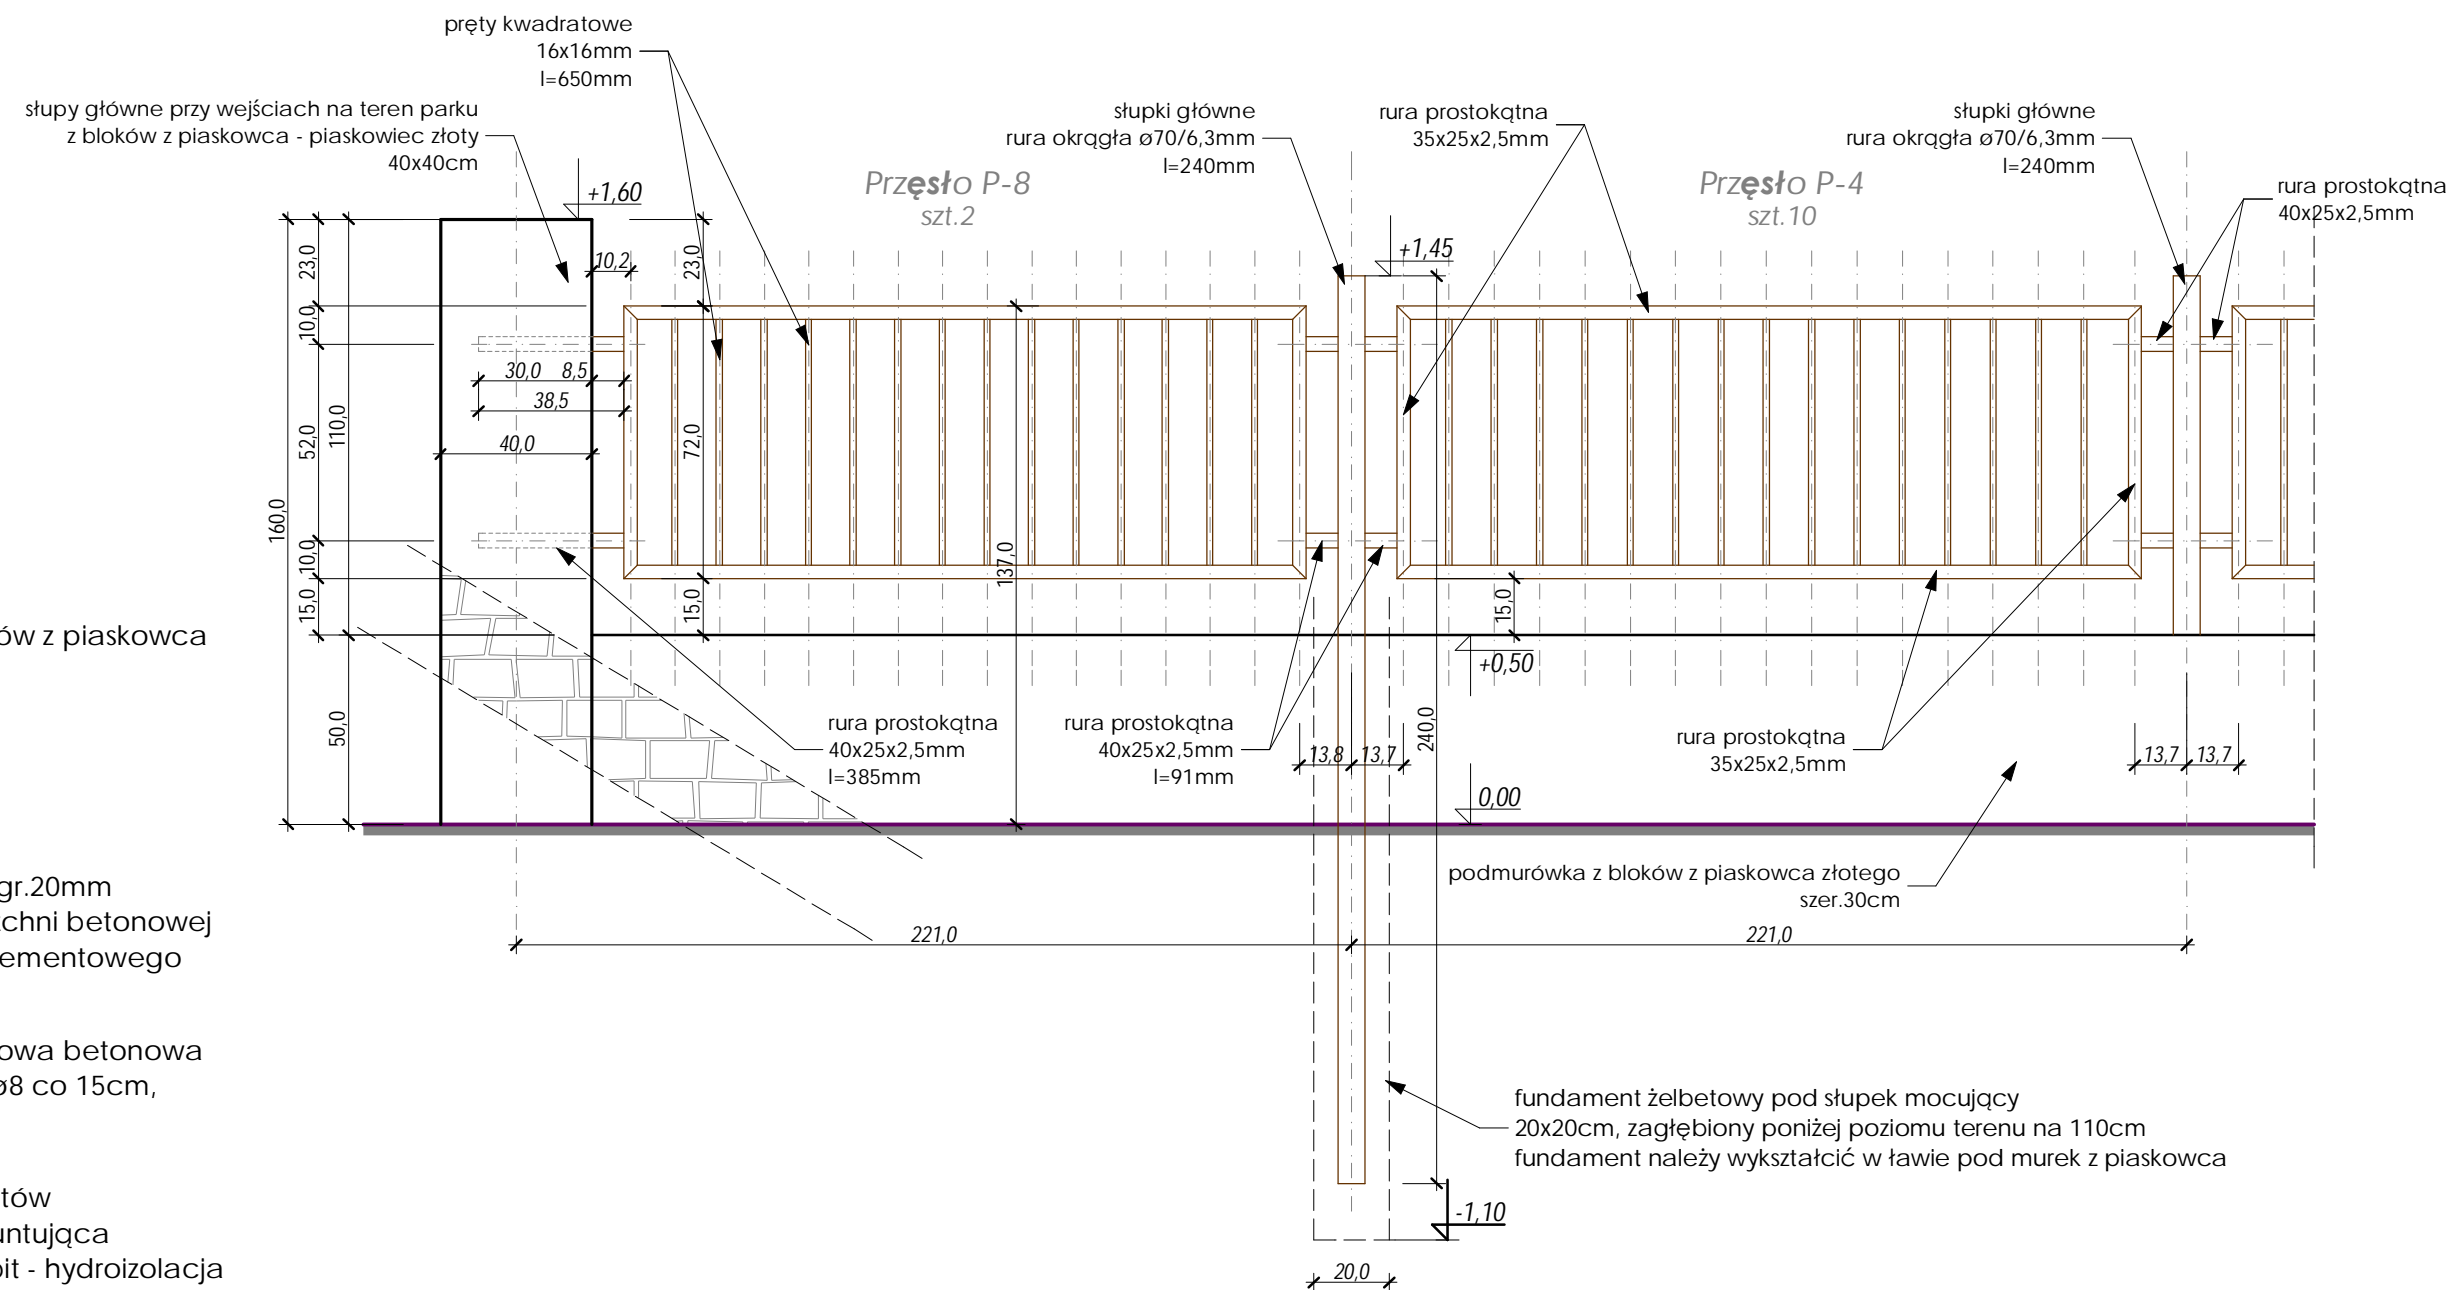 pręty kwadratowe
16x16mm
l=650mm
słupy główne przy wejściach na teren parku
z bloków z piaskowca - piaskowiec złoty
40x40cm
słupki główne
rura okrągła ø70/6,3mm
l=240mm
rura prostokątna
35x25x2,5mm
słupki główne
rura okrągła ø70/6,3mm
l=240mm
rura prostokątna
40x25x2,5mm
Przęsło P-8
szt.2
Przęsło P-4
szt.10
+1,60
+1,45
23,0
10,0
52,0
10,0
15,0
110,0
160,0
50,0
10,2
23,0
30,0
8,5
38,5
40,0
72,0
15,0
137,0
15,0
+0,50
240,0
ów z piaskowca
rura prostokątna
40x25x2,5mm
l=385mm
rura prostokątna
40x25x2,5mm
l=91mm
13,8
13,7
rura prostokątna
35x25x2,5mm
13,7
13,7
0,00
podmurówka z bloków z piaskowca złotego
szer.30cm
gr.20mm
zchni betonowej
ementowego
221,0
221,0
owa betonowa
ø8 co 15cm,
fundament żelbetowy pod słupek mocujący
20x20cm, zagłębiony poniżej poziomu terenu na 110cm
fundament należy wykształcić w ławie pod murek z piaskowca
tów
untująca
bit - hydroizolacja
-1,10
20,0